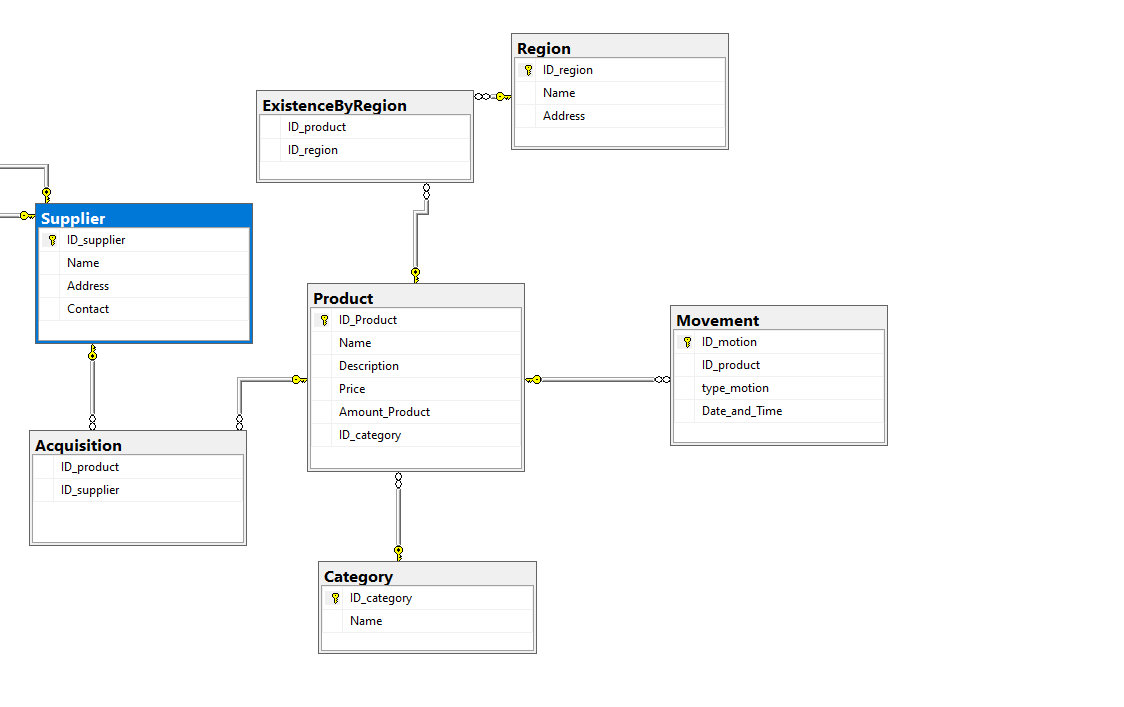 Region
ID_region
Name
Address
ExistenceByRegion
ID_product
ID_region
Supplier
ID_supplier
Name
Address
Contact
Product
ID_Product
Name
Description
Price
Amount_Product
ID_category
Movement
ID_motion
ID_product
type_motion
Date_and_Time
Acquisition
ID_product
ID_supplier
Category
ID_category
Name